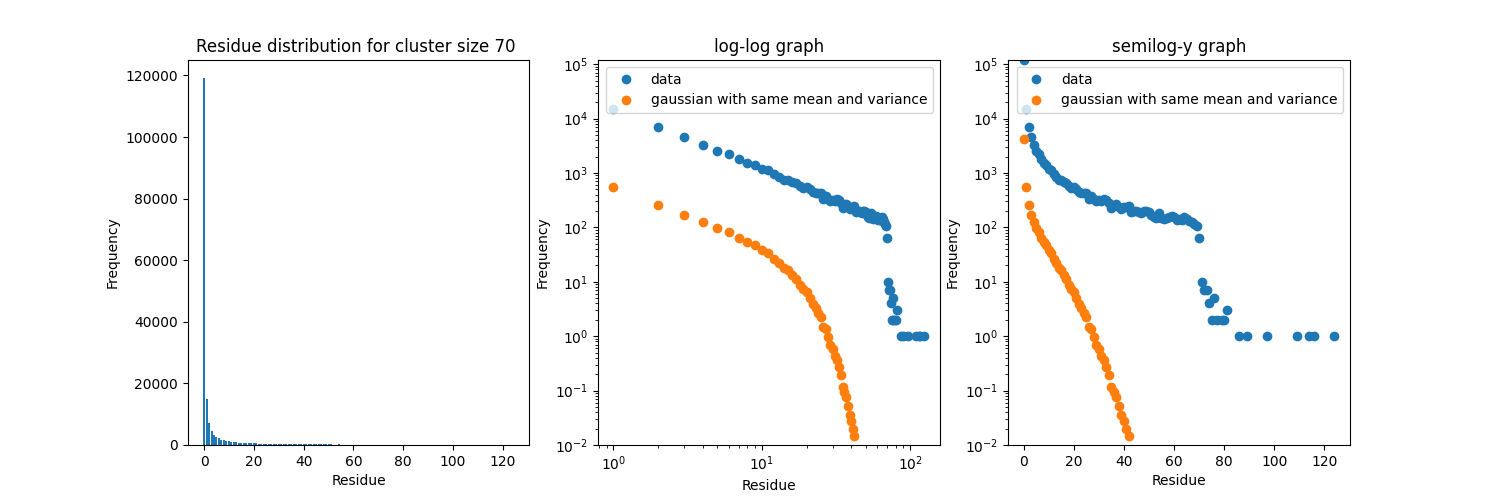 Residue distribution for cluster size 70
120000
100000
80000
60000
40000
20000
0
Frequency
0 20 40 60 80 100 120
Residue
log-log graph
data
gaussian with same mean and variance
10^5
10^4
10^3
10^2
10^1
10^0
10^-1
10^-2
Frequency
10^0 10^1 10^2
Residue
semilog-y graph
data
gaussian with same mean and variance
10^5
10^4
10^3
10^2
10^1
10^0
10^-1
10^-2
Frequency
0 20 40 60 80 100 120
Residue